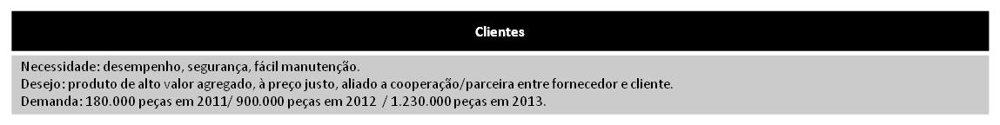 Clientes
Necessidade: desempenho, segurança, fácil manutenção.
Desejo: produto de alto valor agregado, à preço justo, aliado a cooperação/parceira entre fornecedor e cliente.
Demanda: 180.000 peças em 2011/ 900.000 peças em 2012 / 1.230.000 peças em 2013.